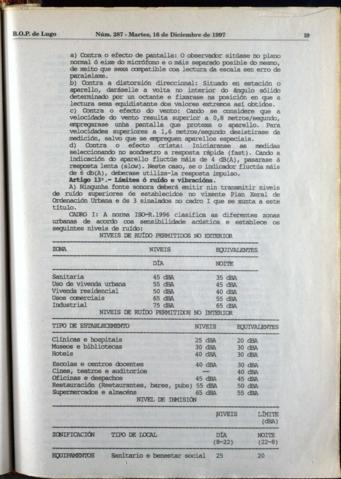 B.O.P. de Lugo Núm. 287 - Martes, 16 de Diciembre de 1997 19
a) Contra o efecto de pantalla: O observador sitúase no plano
normal ó eixe do micrófono e o máis separado posible do mesmo,
de xeito que sexa compatible coa lectura da escala sen erro de
paralelaxe.
b) Contra a distorsión direccional: Situado en estación o
aparello, daráselle a volta no interior do ángulo sólido
determinado por un octante e fixarase na posición en que a
lectura sexa equidistante dos valores extremos así obtidos.
c) Contra o efecto do vento: Cando se considere que a
velocidade do vento resulta superior a 0,8 metros/segundo,
empregarase unha pantalla que protexa o aparello. Para
velocidades superiores a 1,6 metros/segundo desistirase da
medición, salvo que se empreguen aparellos especiais.
d) Contra o efecto crista: Iniciaranse as medidas
seleccionando no sonómetro a resposta rápida (fast). Cando a
indicación do aparello fluctúe máis de 4 dB(A), pasarase á
resposta lenta (slow). Neste caso, se o indicador fluctúa máis
de 6 dB(A), deberase utiliza-la resposta impulso.
Artigo 13º.- Límites ó ruído e vibracións.
A) Ningunha fonte sonora deberá emitir nin transmitir niveis
de ruído superiores ós establecidos no vixente Plan Xeral de
Ordenación Urbana e ós 3 sinalados no cadro I que se xunta a este
título.
CADRO I: A norma ISO-R.1996 clasifica as diferentes zonas
urbanas de acordo coa sensibilidade acústica e establece os
seguintes niveis de ruído:
NIVEIS DE RUÍDO PERMITIDOS NO EXTERIOR
ZONA NIVEIS EQUIVALENTES
DÍA NOITE
Sanitaria 45 dBA 35 dBA
Uso de vivenda urbana 55 dBA 45 dBA
Vivenda residencial 50 dBA 40 dBA
Usos comerciais 65 dBA 55 dBA
Industrial 75 dBA 65 dBA
NIVEIS DE RUÍDO PERMITIDOS NO INTERIOR
TIPO DE ESTABLECEMENTO NIVEIS EQUIVALENTES
Clínicas e hospitais 25 dBA 20 dBA
Museos e bibliotecas 30 dBA 30 dBA
Hoteis 40 dBA 30 dBA
Escolas e centros docentes 40 dBA 30 dBA
Cines, teatros e auditorios — 40 dBA
Oficinas e despachos 45 dBA 45 dBA
Restauración (Restaurantes, bares, pubs) 55 dBA 50 dBA
Supermercados e almacéns 65 dBA 55 dBA
NIVEL DE INMISIÓN
NIVEIS LÍMITE
(dBA)
ZONIFICACIÓN TIPO DE LOCAL DÍA NOITE
(8-22) (22-8)
EQUIPAMENTOS Sanitario e benestar social 25 20